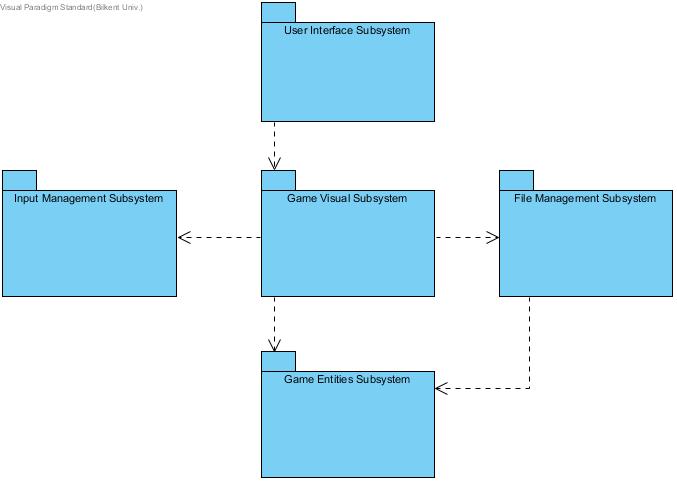 Visual Paradigm Standard(Bilkent Univ.)
User Interface Subsystem
Input Management Subsystem
Game Visual Subsystem
File Management Subsystem
Game Entities Subsystem